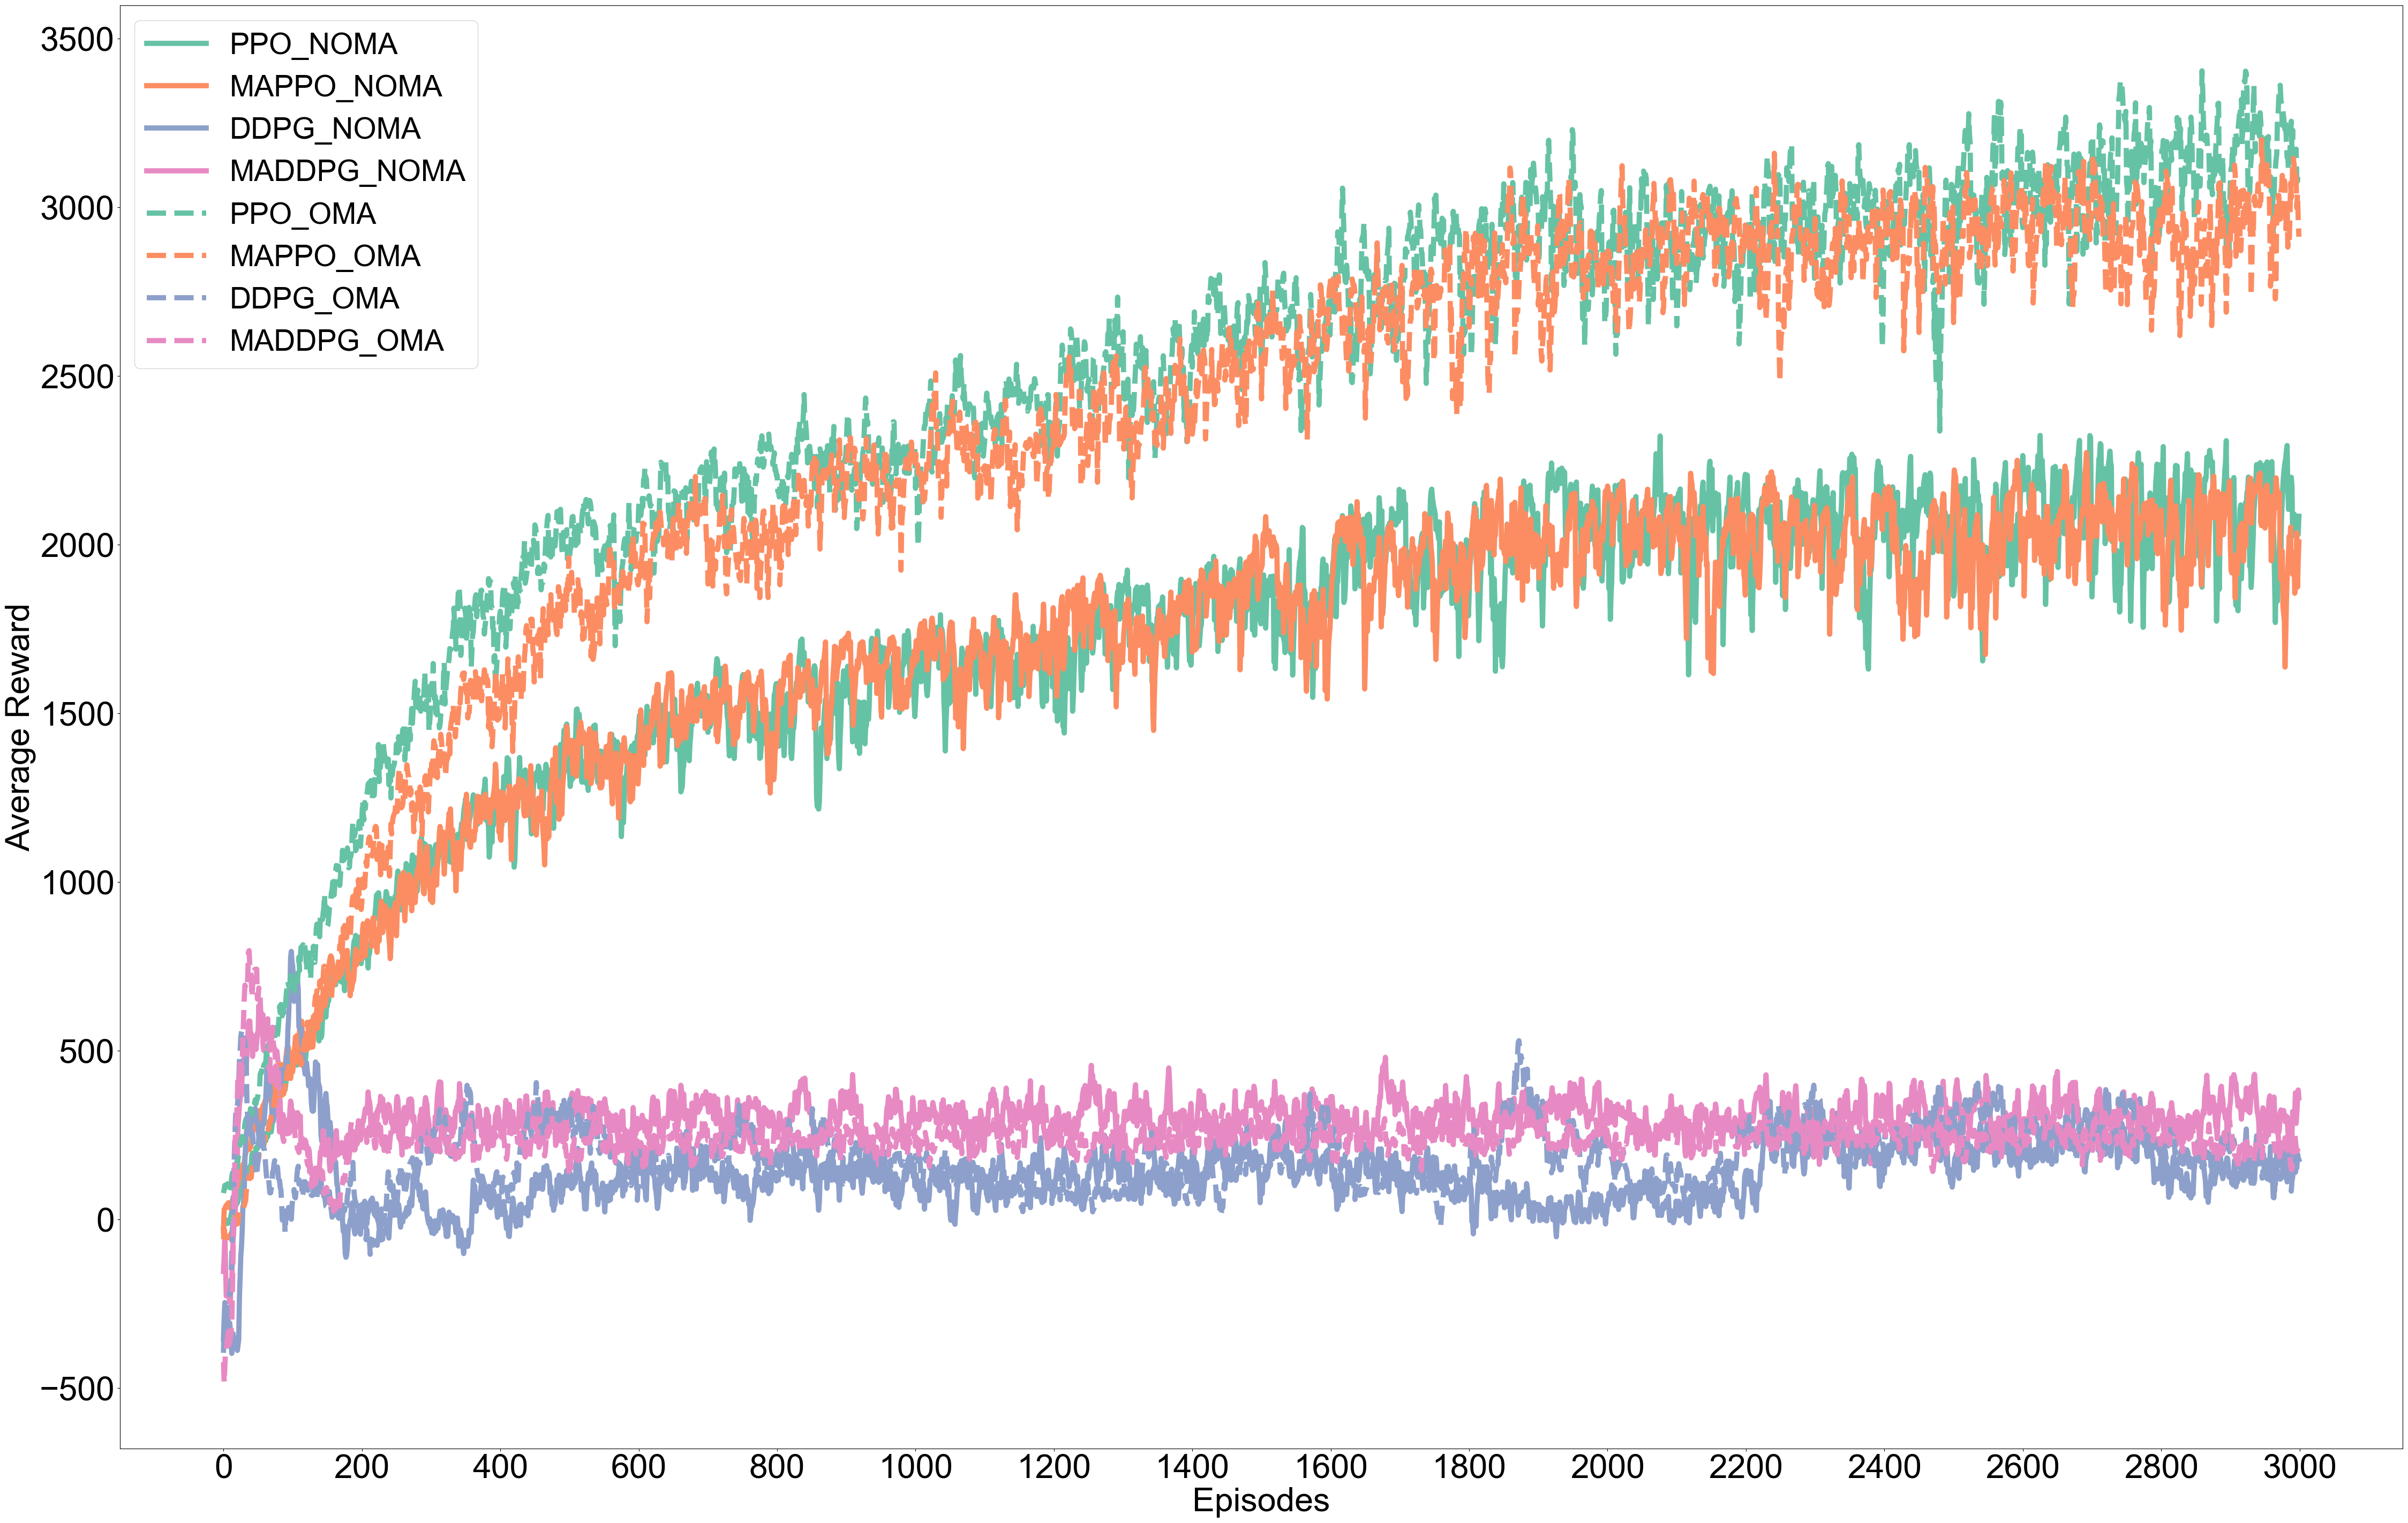 3500
3000
2500
2000
1500
1000
500
0
−500
Average Reward
PPO_NOMA
MAPPO_NOMA
DDPG_NOMA
MADDPG_NOMA
PPO_OMA
MAPPO_OMA
DDPG_OMA
MADDPG_OMA
0 200 400 600 800 1000 1200 1400 1600 1800 2000 2200 2400 2600 2800 3000
Episodes